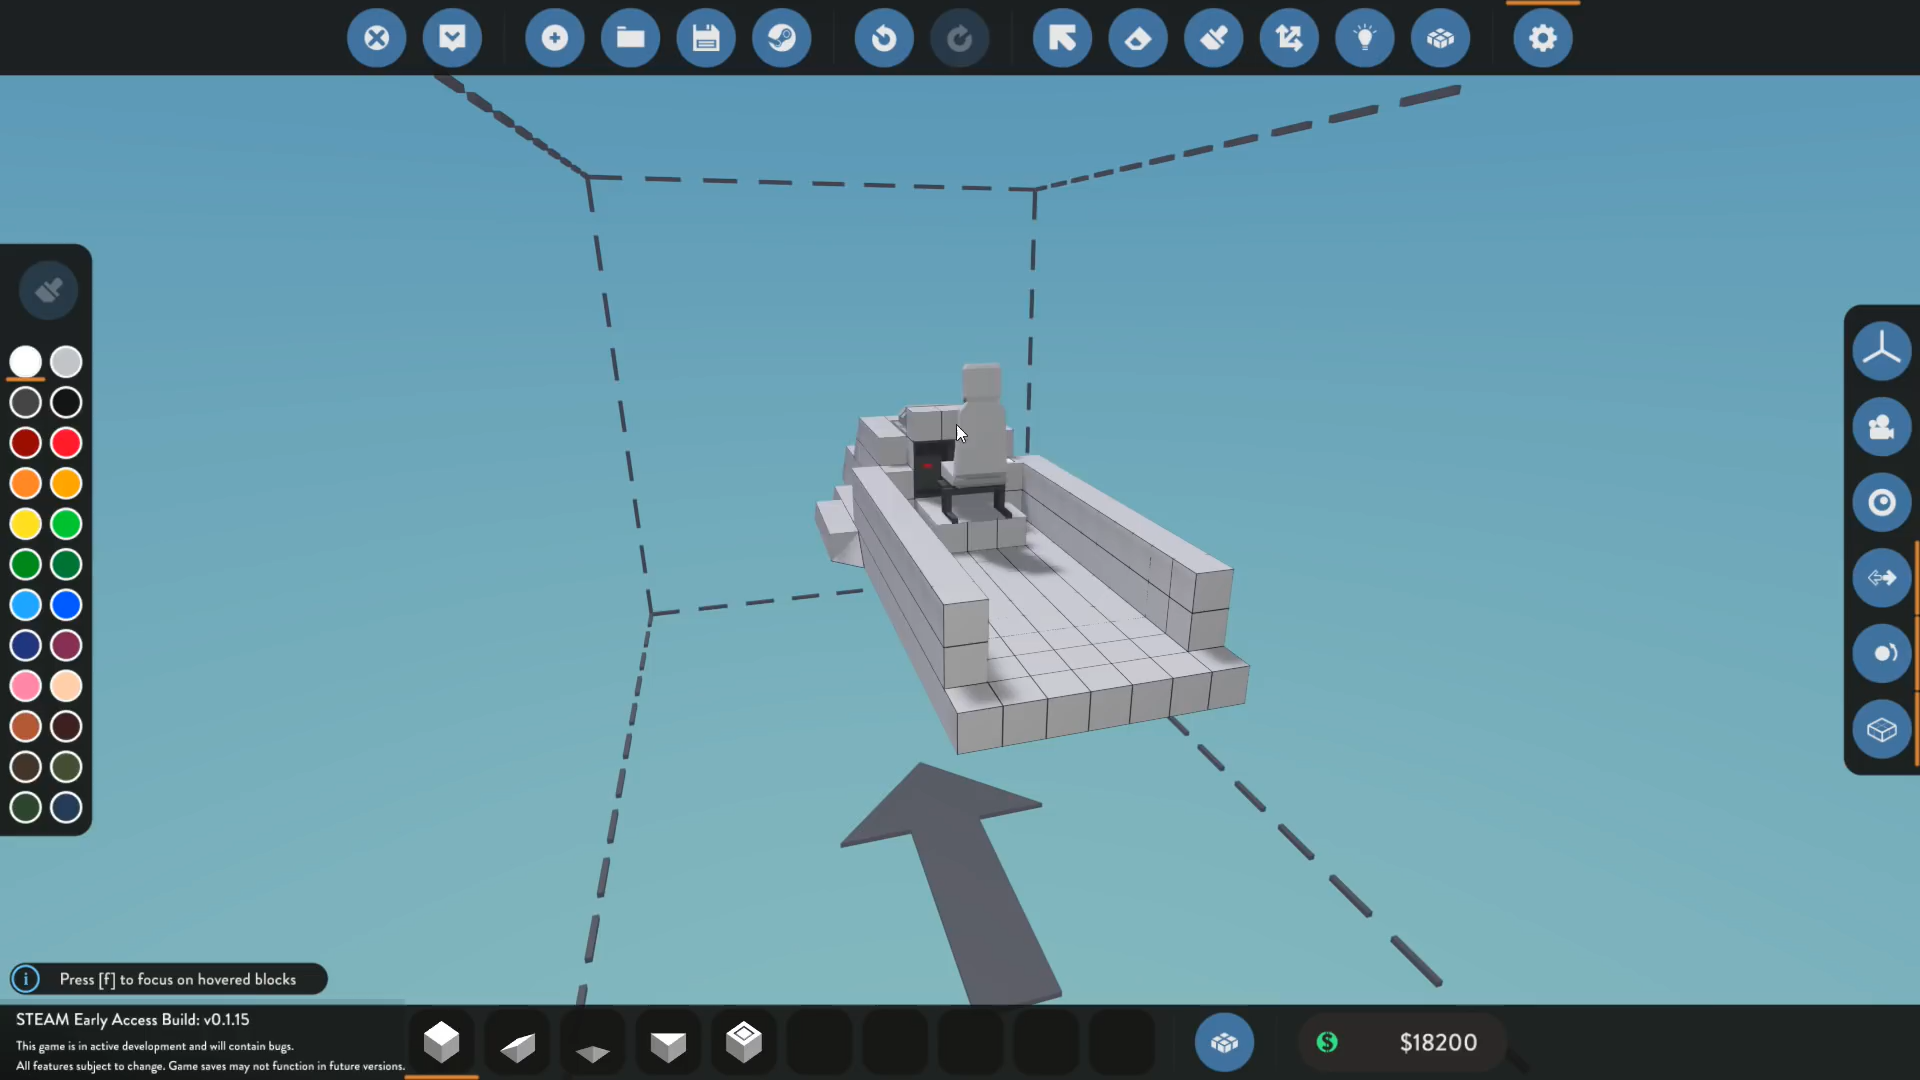 Press [f] to focus on hovered blocks
STEAM Early Access Build: v0.1.15
This game is in active development and will contain bugs.
All features subject to change. Game saves may not function in future versions.
$18200